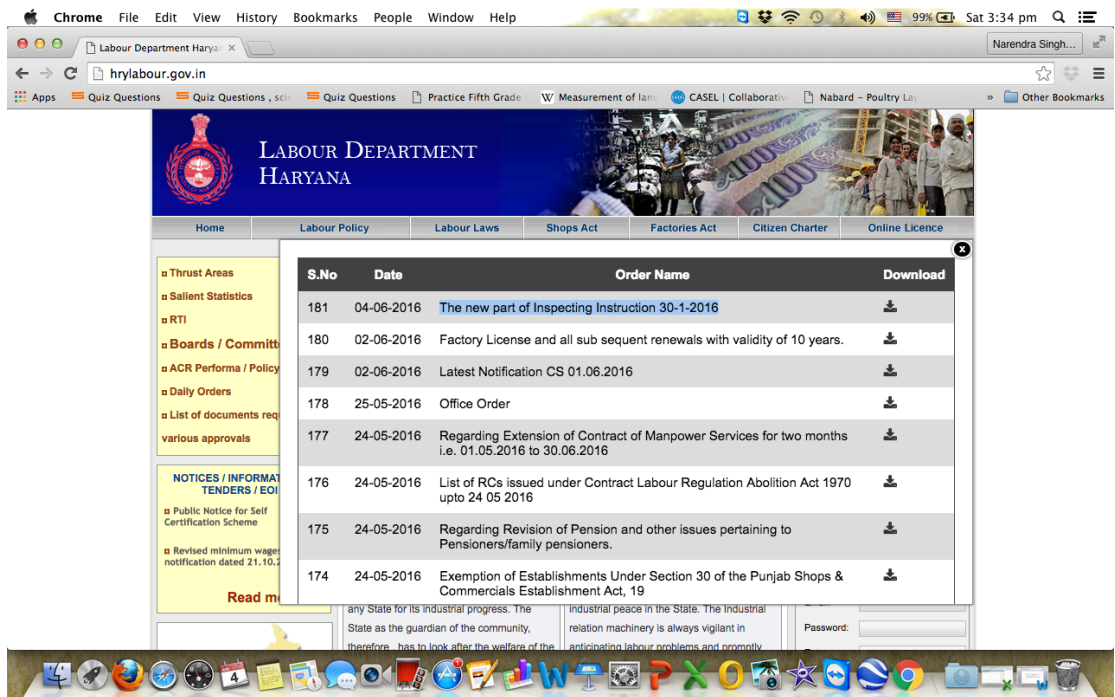 Chrome File Edit View History Bookmarks People Window Help 99% Sat 3:34 pm
Labour Department Haryan × Narendra Singh...
hrylabour.gov.in
Apps Quiz Questions Quiz Questions , sci Quiz Questions Practice Fifth Grade W Measurement of lan CASEL | Collaborativ Nabard – Poultry Lay » Other Bookmarks
LABOUR DEPARTMENT
HARYANA
Home Labour Policy Labour Laws Shops Act Factories Act Citizen Charter Online Licence
x
Thrust Areas
Salient Statistics
RTI
Boards / Committ
ACR Performa / Policy
Daily Orders
List of documents req
various approvals
NOTICES / INFORMAT
TENDERS / EOI
Public Notice for Self
Certification Scheme
Revised minimum wage
notification dated 21.10.
Read m
S.No Date Order Name Download
181 04-06-2016 The new part of Inspecting Instruction 30-1-2016
180 02-06-2016 Factory License and all sub sequent renewals with validity of 10 years.
179 02-06-2016 Latest Notification CS 01.06.2016
178 25-05-2016 Office Order
177 24-05-2016 Regarding Extension of Contract of Manpower Services for two months
i.e. 01.05.2016 to 30.06.2016
176 24-05-2016 List of RCs issued under Contract Labour Regulation Abolition Act 1970
upto 24 05 2016
175 24-05-2016 Regarding Revision of Pension and other issues pertaining to
Pensioners/family pensioners.
174 24-05-2016 Exemption of Establishments Under Section 30 of the Punjab Shops &
Commercials Establishment Act, 19
any State for its industrial progress. The
State as the guardian of the community,
therefore, has to look after the welfare of the
industrial peace in the State. The Industrial
relation machinery is always vigilant in
anticipating labour problems and promptly
Password:
4